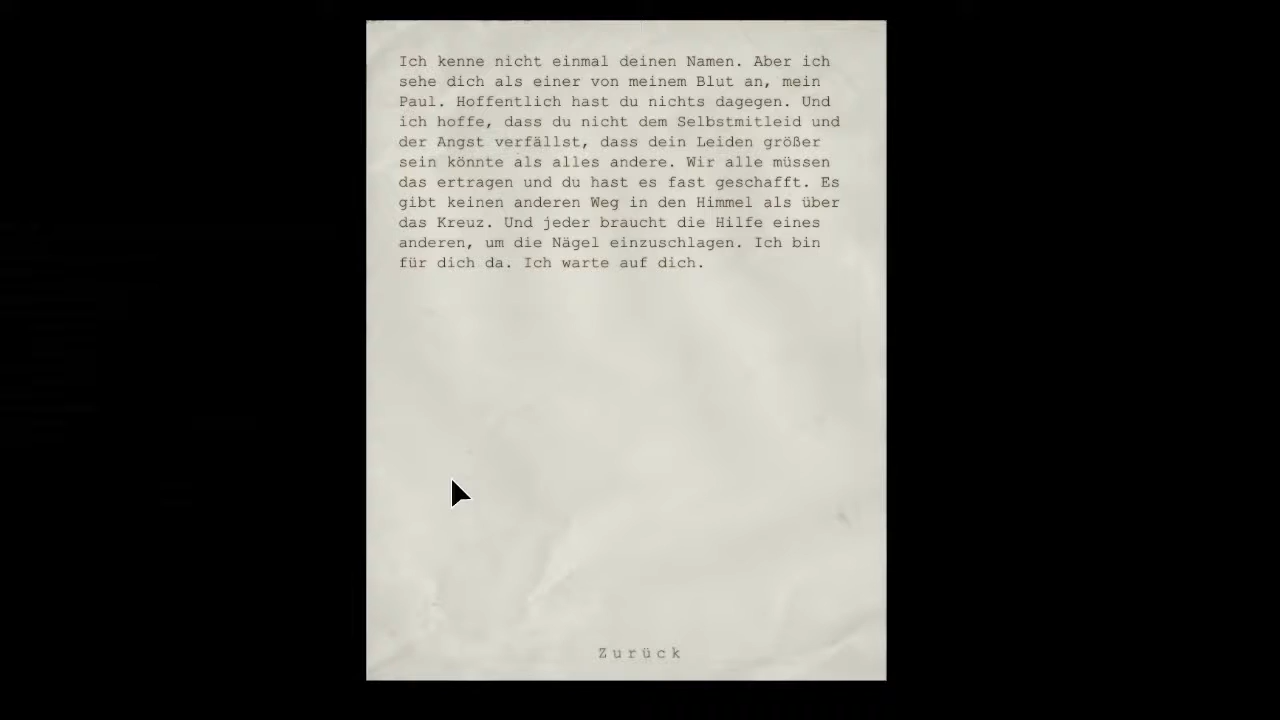 Ich kenne nicht einmal deinen Namen. Aber ich
sehe dich als einer von meinem Blut an, mein
Paul. Hoffentlich hast du nichts dagegen. Und
ich hoffe, dass du nicht dem Selbstmitleid und
der Angst verfällst, dass dein Leiden größer
sein könnte als alles andere. Wir alle müssen
das ertragen und du hast es fast geschafft. Es
gibt keinen anderen Weg in den Himmel als über
das Kreuz. Und jeder braucht die Hilfe eines
anderen, um die Nägel einzuschlagen. Ich bin
für dich da. Ich warte auf dich.
Zurück